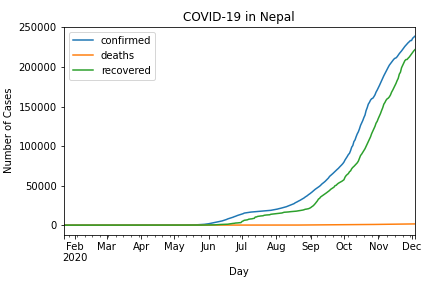 COVID-19 in Nepal
confirmed
deaths
recovered
Number of Cases
250000
200000
150000
100000
50000
0
Feb Mar Apr May Jun Jul Aug Sep Oct Nov Dec
2020
Day